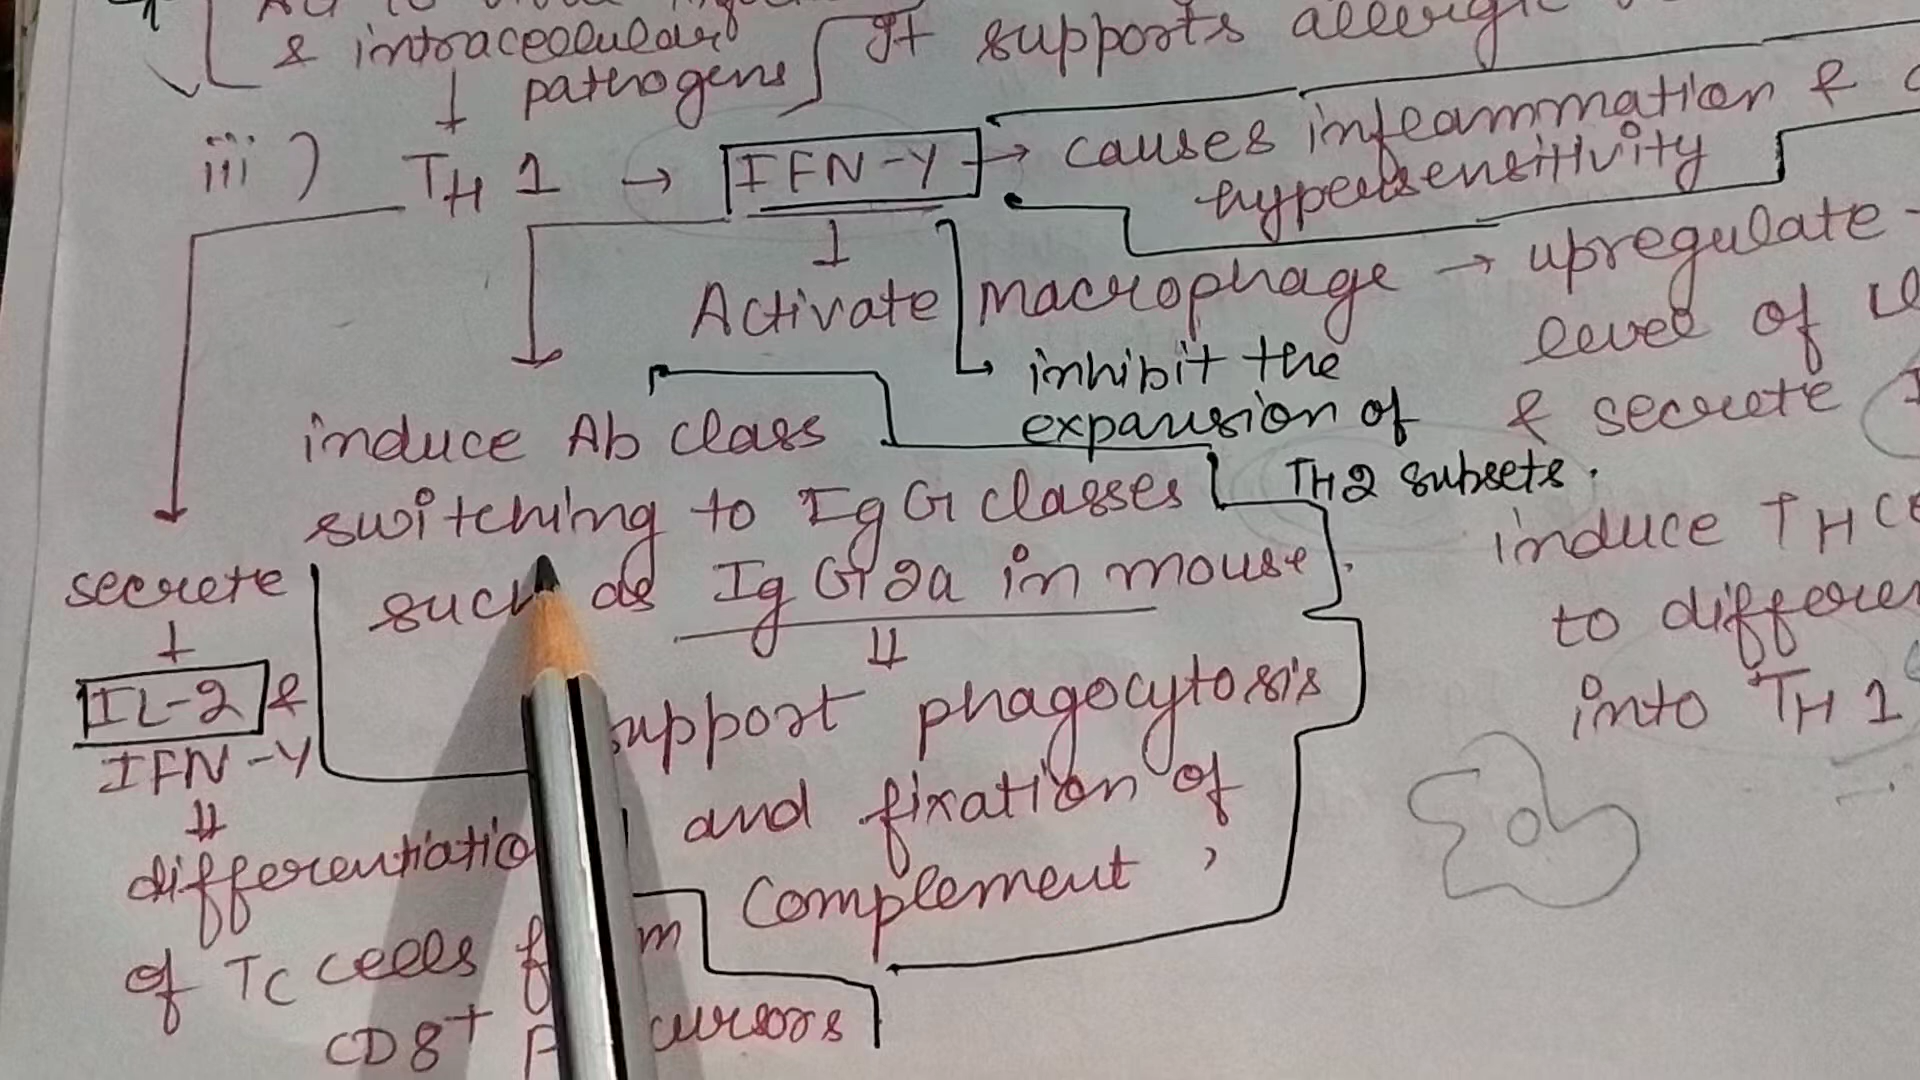 & intracellular
pathogens
It supports allergic
iii) TH 1 → IFN-γ → causes inflammation &
hypersensitivity
Activate macrophage → upregulate
level of
inhibit the
expansion of
TH2 subsets.
& secrete
induce TH
to differen
into TH 1
induce Ab class
switching to IgG classes
such as IgG2a in mouse.
support phagocytosis
and fixation of
Complement,
secrete
IL-2 &
IFN-γ
differentiatio
of TC cells
CD8+